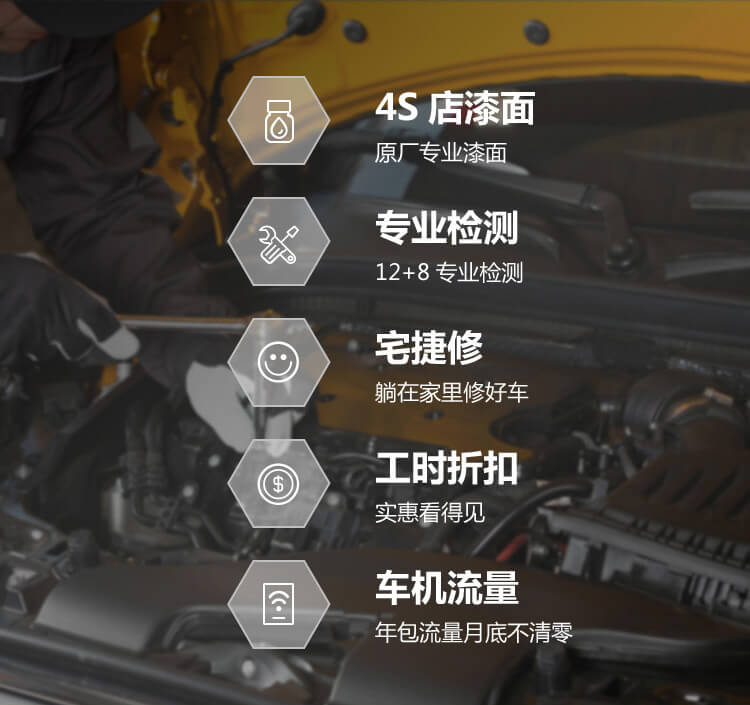 4S 店漆面
原厂专业漆面
专业检测
12+8 专业检测
宅捷修
躺在家里修好车
工时折扣
实惠看得见
车机流量
年包流量月底不清零